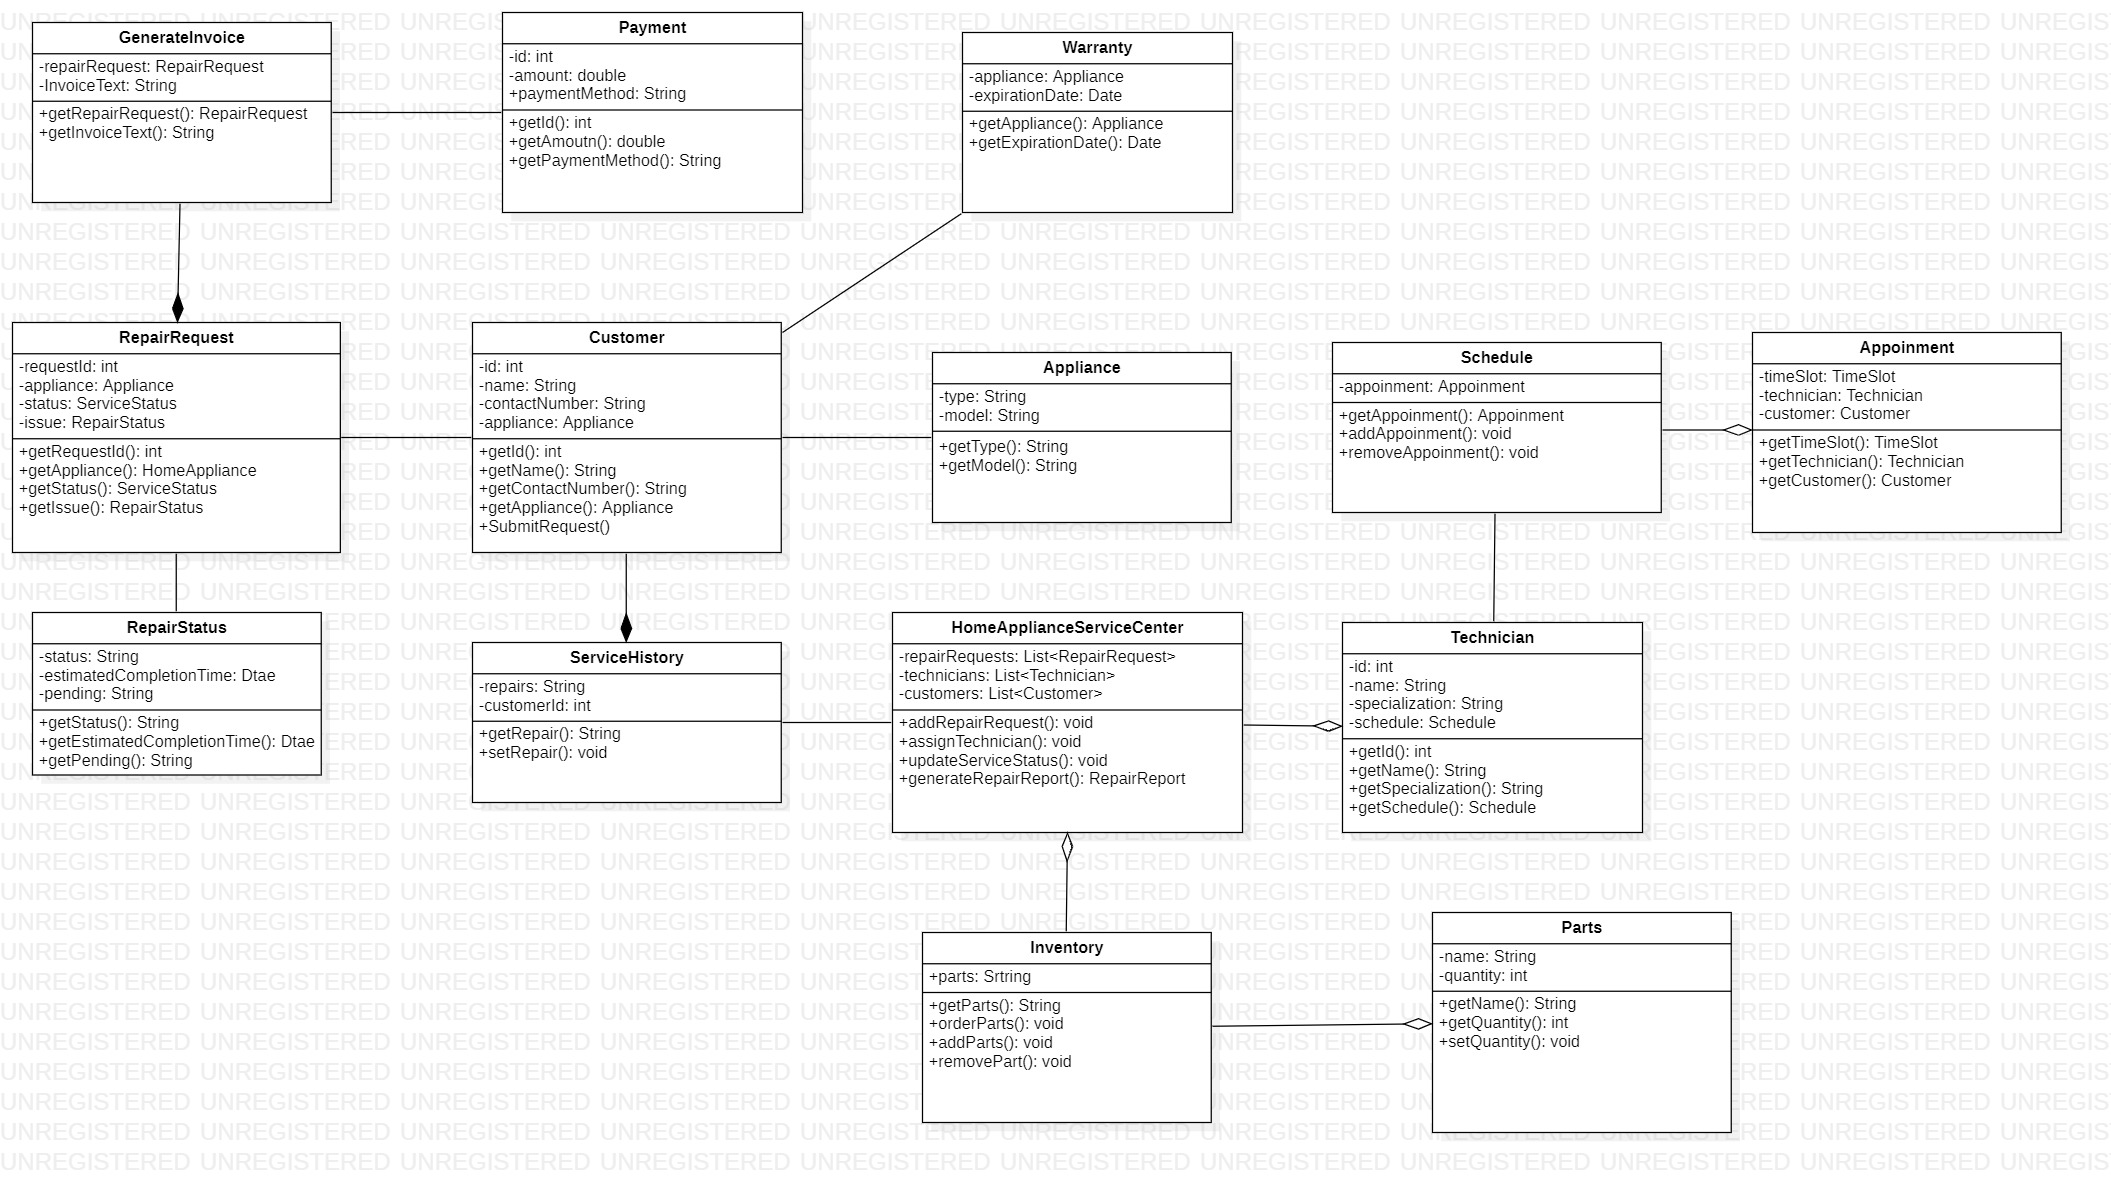 GenerateInvoice
-repairRequest: RepairRequest
-InvoiceText: String
+getRepairRequest(): RepairRequest
+getInvoiceText(): String
Payment
-id: int
-amount: double
+paymentMethod: String
+getId(): int
+getAmoutn(): double
+getPaymentMethod(): String
Warranty
-appliance: Appliance
-expirationDate: Date
+getAppliance(): Appliance
+getExpirationDate(): Date
RepairRequest
-requestId: int
-appliance: Appliance
-status: ServiceStatus
-issue: RepairStatus
+getRequestId(): int
+getAppliance(): HomeAppliance
+getStatus(): ServiceStatus
+getIssue(): RepairStatus
Customer
-id: int
-name: String
-contactNumber: String
-appliance: Appliance
+getId(): int
+getName(): String
+getContactNumber(): String
+getAppliance(): Appliance
+SubmitRequest()
Appliance
-type: String
-model: String
+getType(): String
+getModel(): String
Schedule
-appoinment: Appoinment
+getAppoinment(): Appoinment
+addAppoinment(): void
+removeAppoinment(): void
Appoinment
-timeSlot: TimeSlot
-technician: Technician
-customer: Customer
+getTimeSlot(): TimeSlot
+getTechnician(): Technician
+getCustomer(): Customer
RepairStatus
-status: String
-estimatedCompletionTime: Dtae
-pending: String
+getStatus(): String
+getEstimatedCompletionTime(): Dtae
+getPending(): String
ServiceHistory
-repairs: String
-customerId: int
+getRepair(): String
+setRepair(): void
HomeApplianceServiceCenter
-repairRequests: List<RepairRequest>
-technicians: List<Technician>
-customers: List<Customer>
+addRepairRequest(): void
+assignTechnician(): void
+updateServiceStatus(): void
+generateRepairReport(): RepairReport
Technician
-id: int
-name: String
-specialization: String
-schedule: Schedule
+getId(): int
+getName(): String
+getSpecialization(): String
+getSchedule(): Schedule
Inventory
+parts: Srtring
+getParts(): String
+orderParts(): void
+addParts(): void
+removePart(): void
Parts
-name: String
-quantity: int
+getName(): String
+getQuantity(): int
+setQuantity(): void
UNREGISTERED